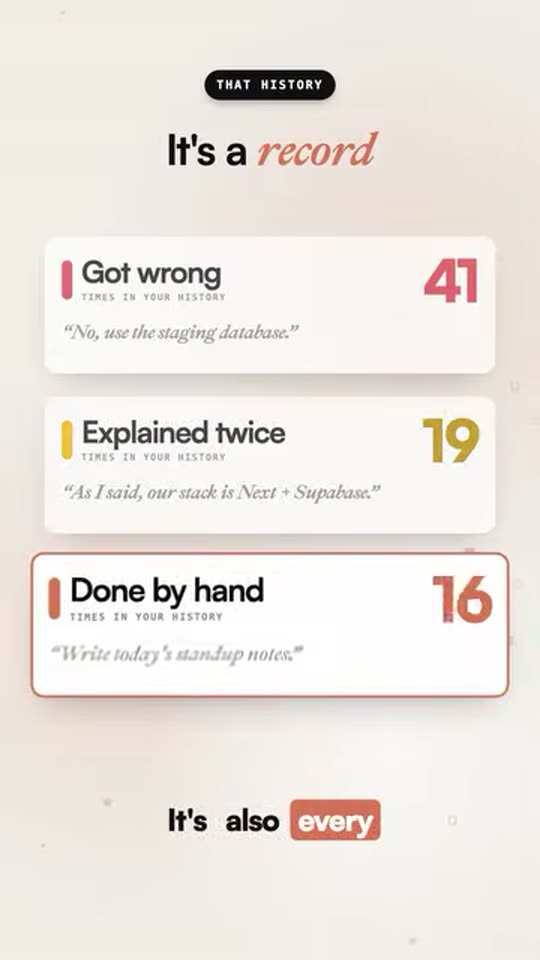 THAT HISTORY
It's a record
Got wrong
41
TIMES IN YOUR HISTORY
“No, use the staging database.”
Explained twice
19
TIMES IN YOUR HISTORY
“As I said, our stack is Next + Supabase.”
Done by hand
16
TIMES IN YOUR HISTORY
“Write today's standup notes.”
It's also every